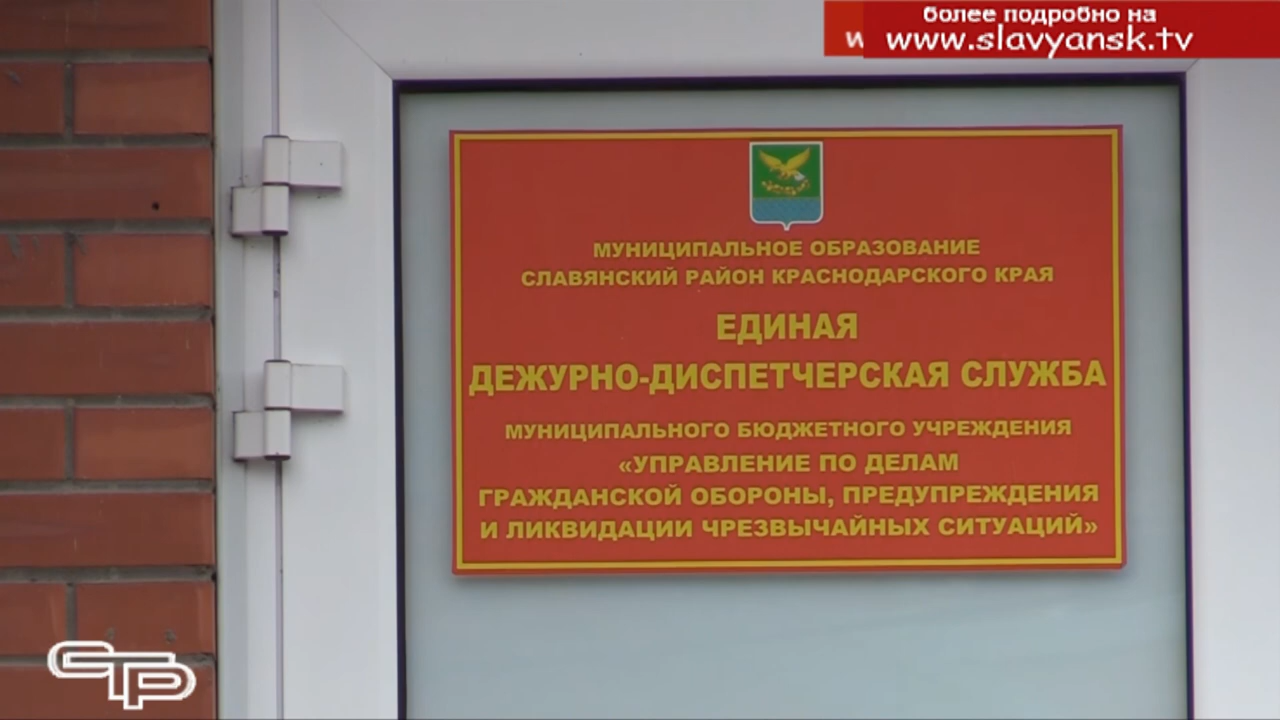 более подробно на
www.slavyansk.tv
МУНИЦИПАЛЬНОЕ ОБРАЗОВАНИЕ
СЛАВЯНСКИЙ РАЙОН КРАСНОДАРСКОГО КРАЯ
ЕДИНАЯ
ДЕЖУРНО-ДИСПЕТЧЕРСКАЯ СЛУЖБА
МУНИЦИПАЛЬНОГО БЮДЖЕТНОГО УЧРЕЖДЕНИЯ
«УПРАВЛЕНИЕ ПО ДЕЛАМ
ГРАЖДАНСКОЙ ОБОРОНЫ, ПРЕДУПРЕЖДЕНИЯ
И ЛИКВИДАЦИИ ЧРЕЗВЫЧАЙНЫХ СИТУАЦИЙ»
СТР